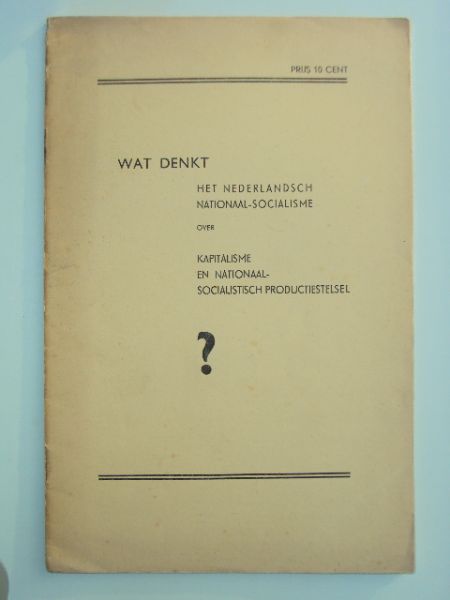 PRIJS 10 CENT
WAT DENKT
HET NEDERLANDSCH
NATIONAAL-SOCIALISME
OVER
KAPITALISME
EN NATIONAAL-
SOCIALISTISCH PRODUCTIESTELSEL
?